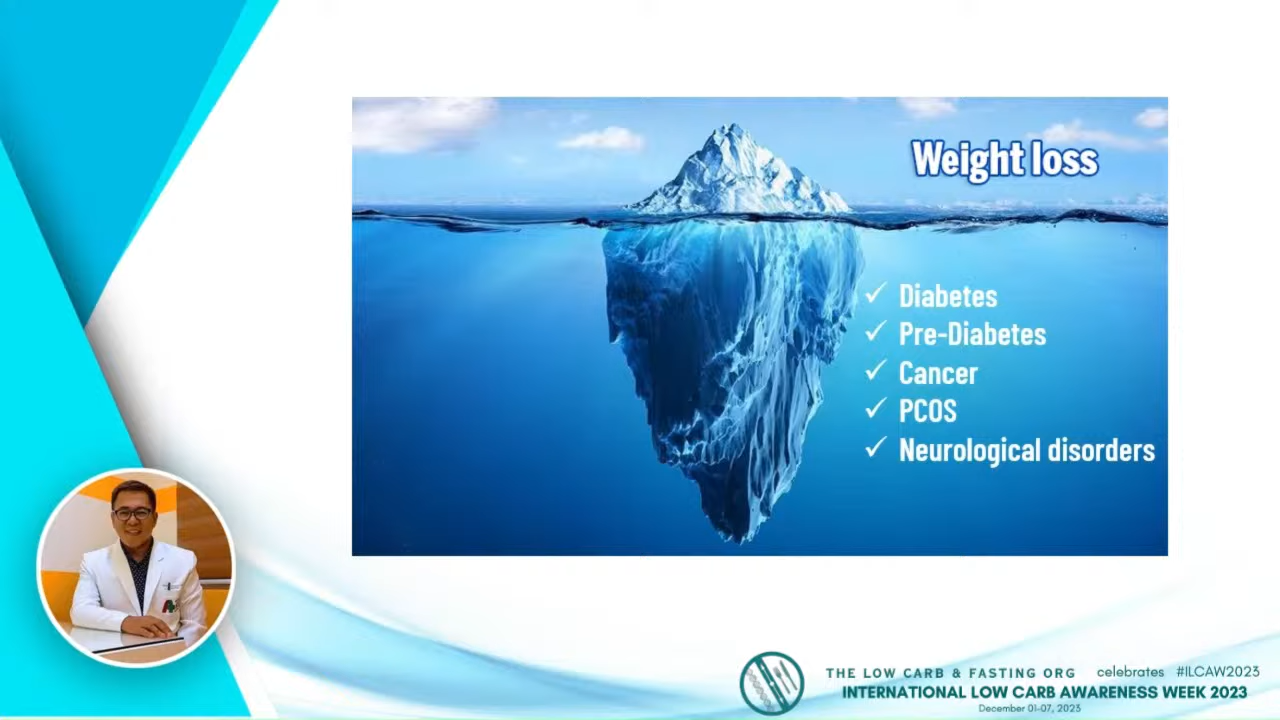 Weight loss
✓ Diabetes
✓ Pre-Diabetes
✓ Cancer
✓ PCOS
✓ Neurological disorders
THE LOW CARB & FASTING ORG celebrates #ILCAW2023
INTERNATIONAL LOW CARB AWARENESS WEEK 2023
December 01-07, 2023